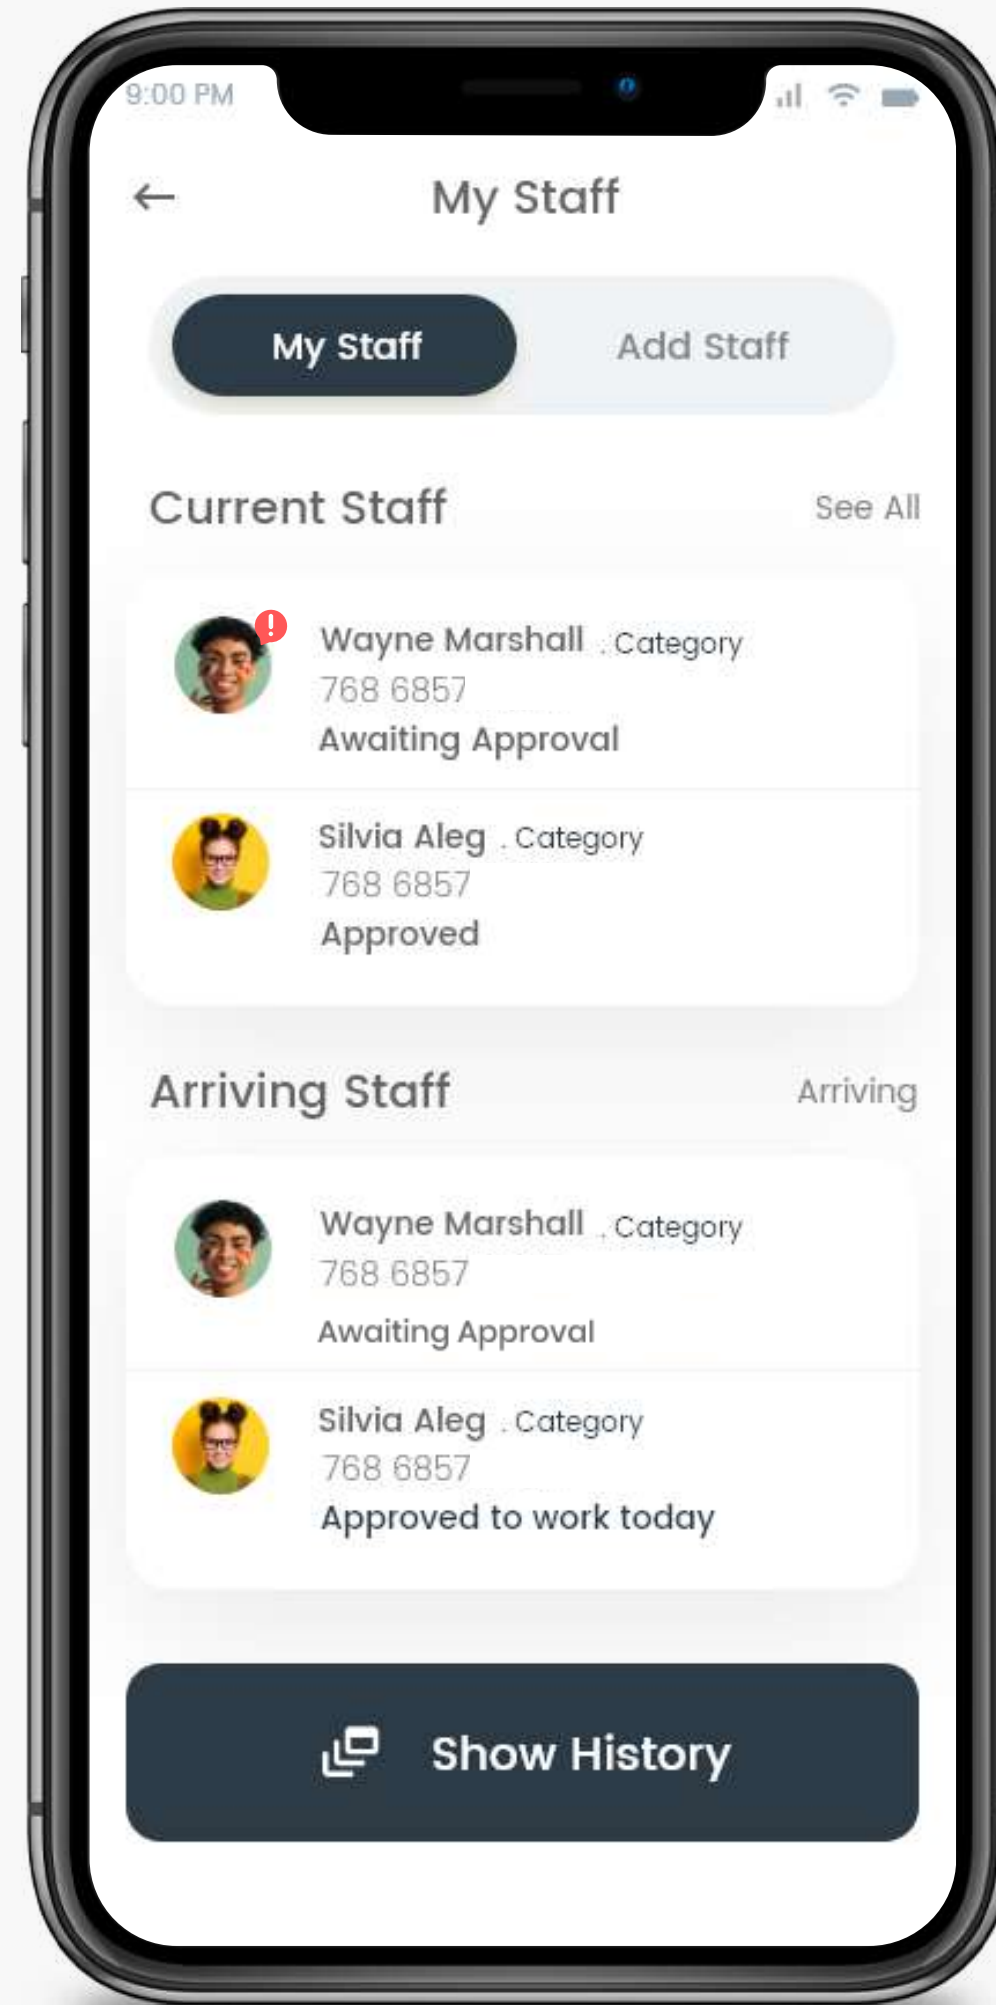 9:00 PM
My Staff
My Staff
Add Staff
Current Staff
See All
Wayne Marshall . Category
768 6857
Awaiting Approval
Silvia Aleg . Category
768 6857
Approved
Arriving Staff
Arriving
Wayne Marshall . Category
768 6857
Awaiting Approval
Silvia Aleg . Category
768 6857
Approved to work today
Show History